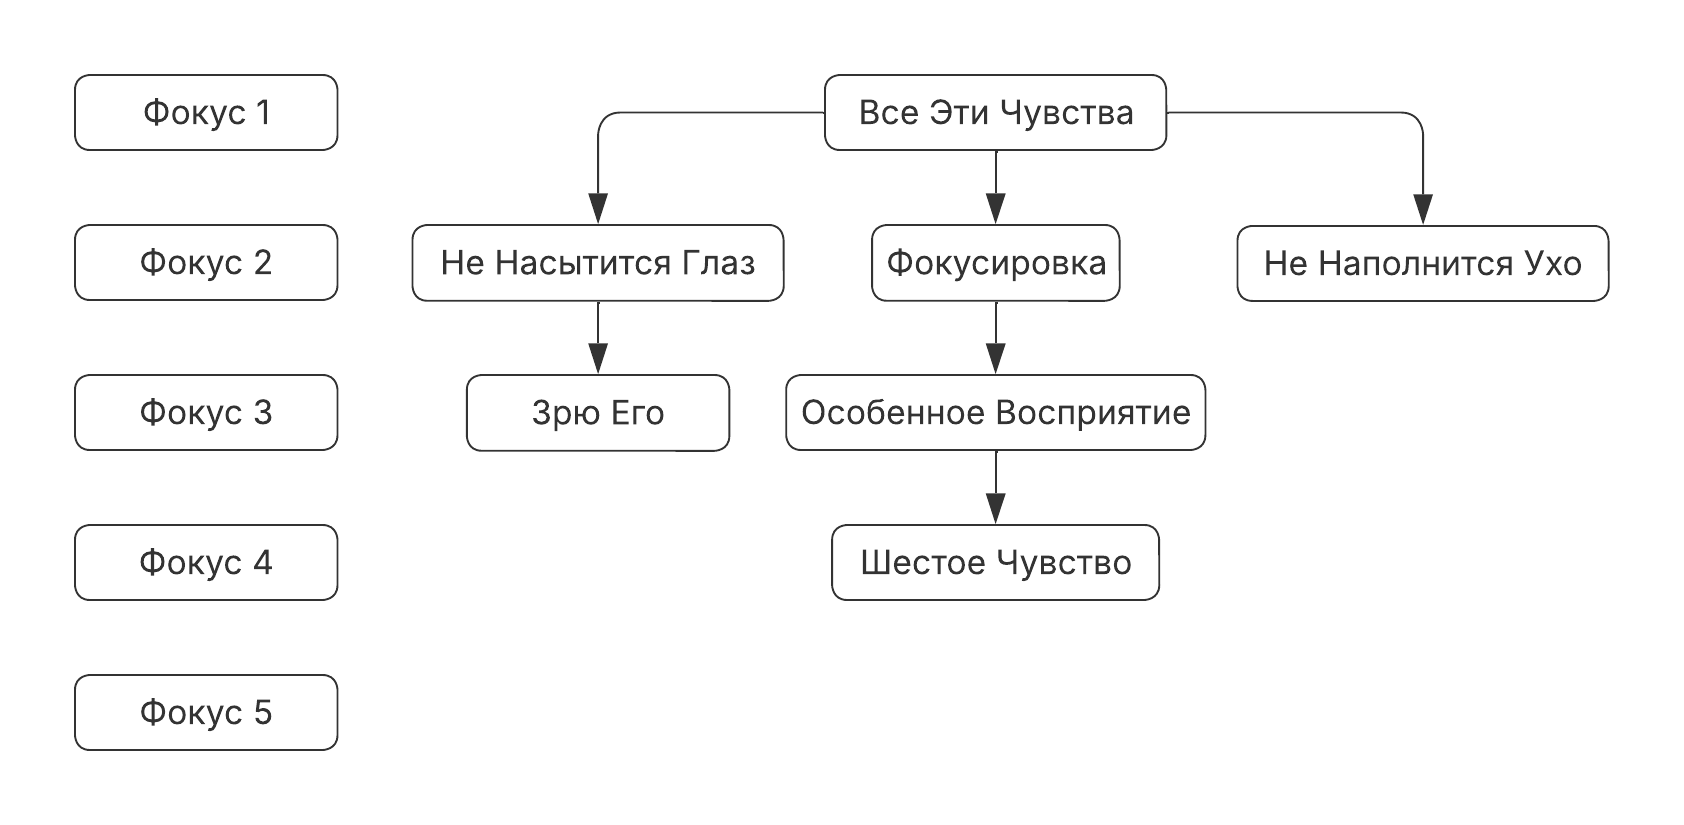 Фокус 1
Все Эти Чувства
Фокус 2
Не Насытится Глаз
Фокусировка
Не Наполнится Ухо
Фокус 3
Зрю Его
Особенное Восприятие
Фокус 4
Шестое Чувство
Фокус 5